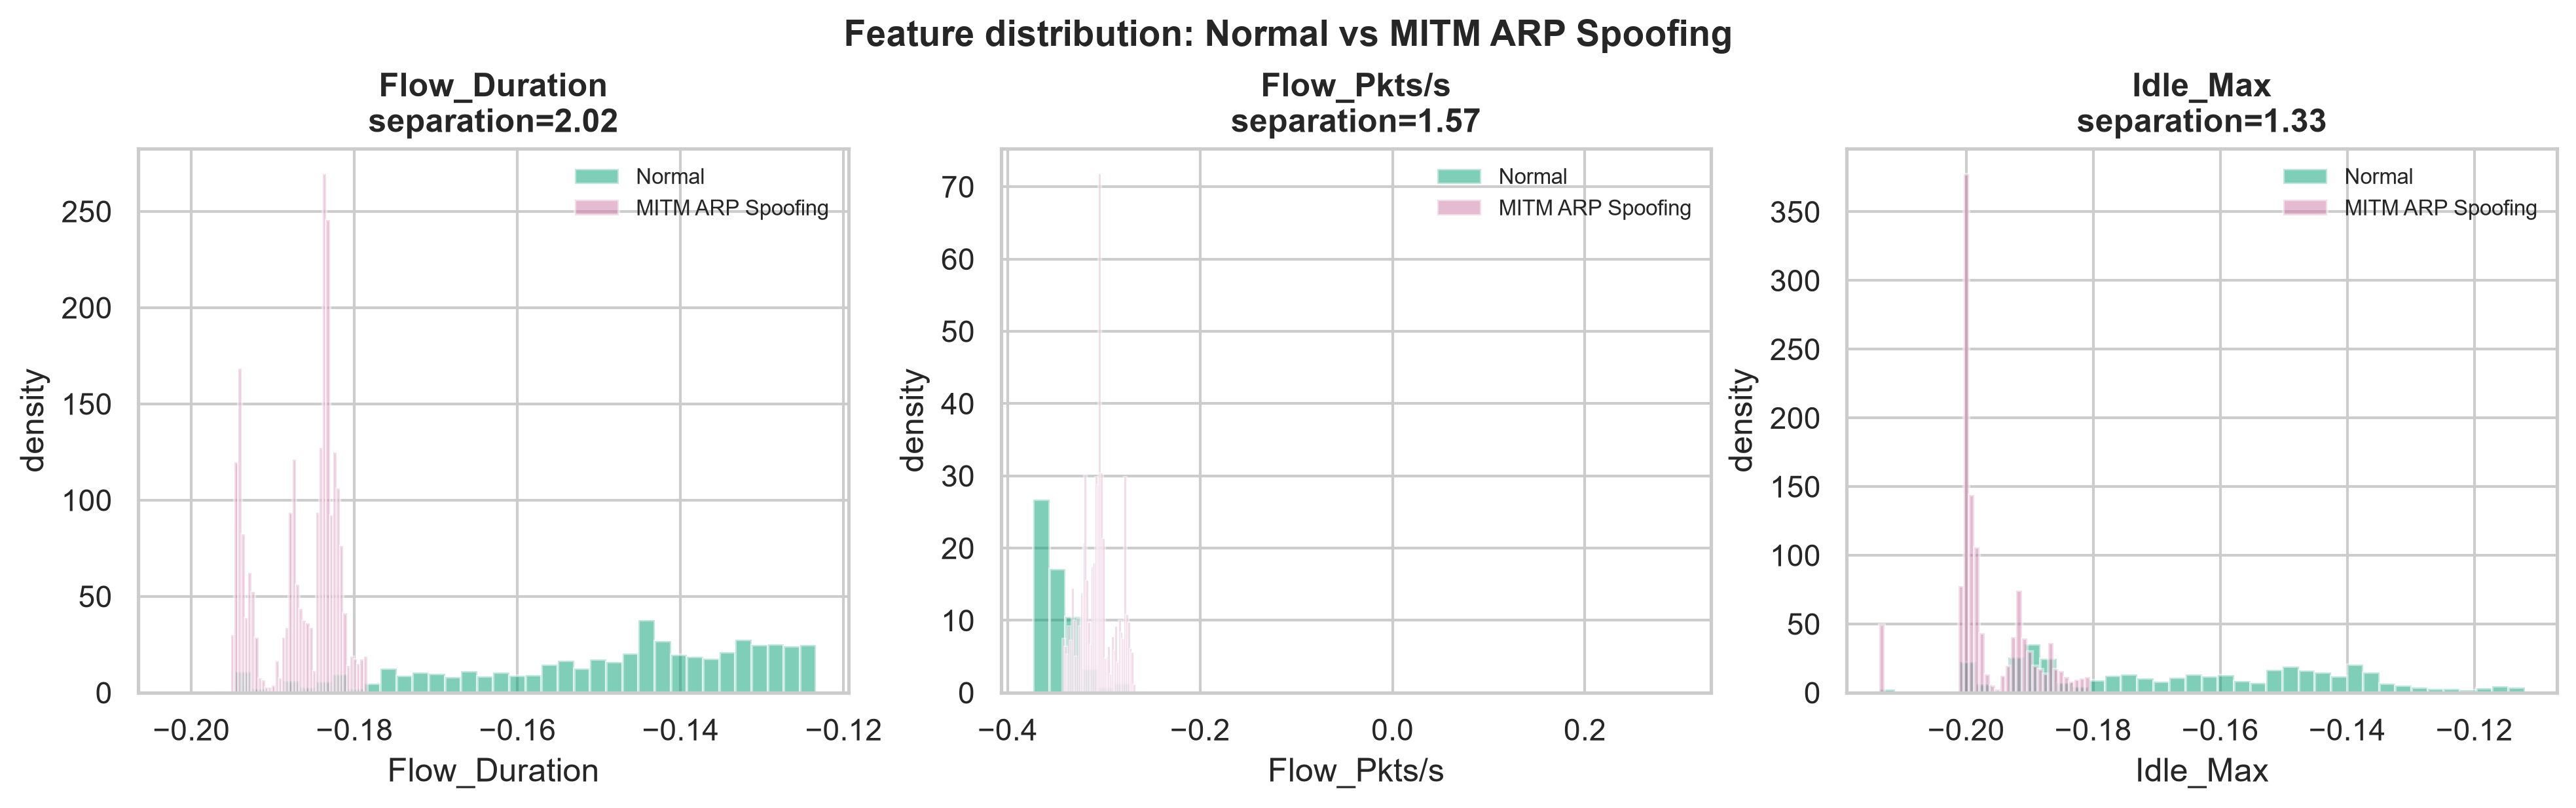 Feature distribution: Normal vs MITM ARP Spoofing
Flow_Duration
separation=2.02
Normal
MITM ARP Spoofing
density
250
200
150
100
50
0
−0.20
−0.18
−0.16
−0.14
−0.12
Flow_Duration
Flow_Pkts/s
separation=1.57
Normal
MITM ARP Spoofing
density
70
60
50
40
30
20
10
0
−0.4
−0.2
0.0
0.2
Flow_Pkts/s
Idle_Max
separation=1.33
Normal
MITM ARP Spoofing
density
350
300
250
200
150
100
50
0
−0.20
−0.18
−0.16
−0.14
−0.12
Idle_Max